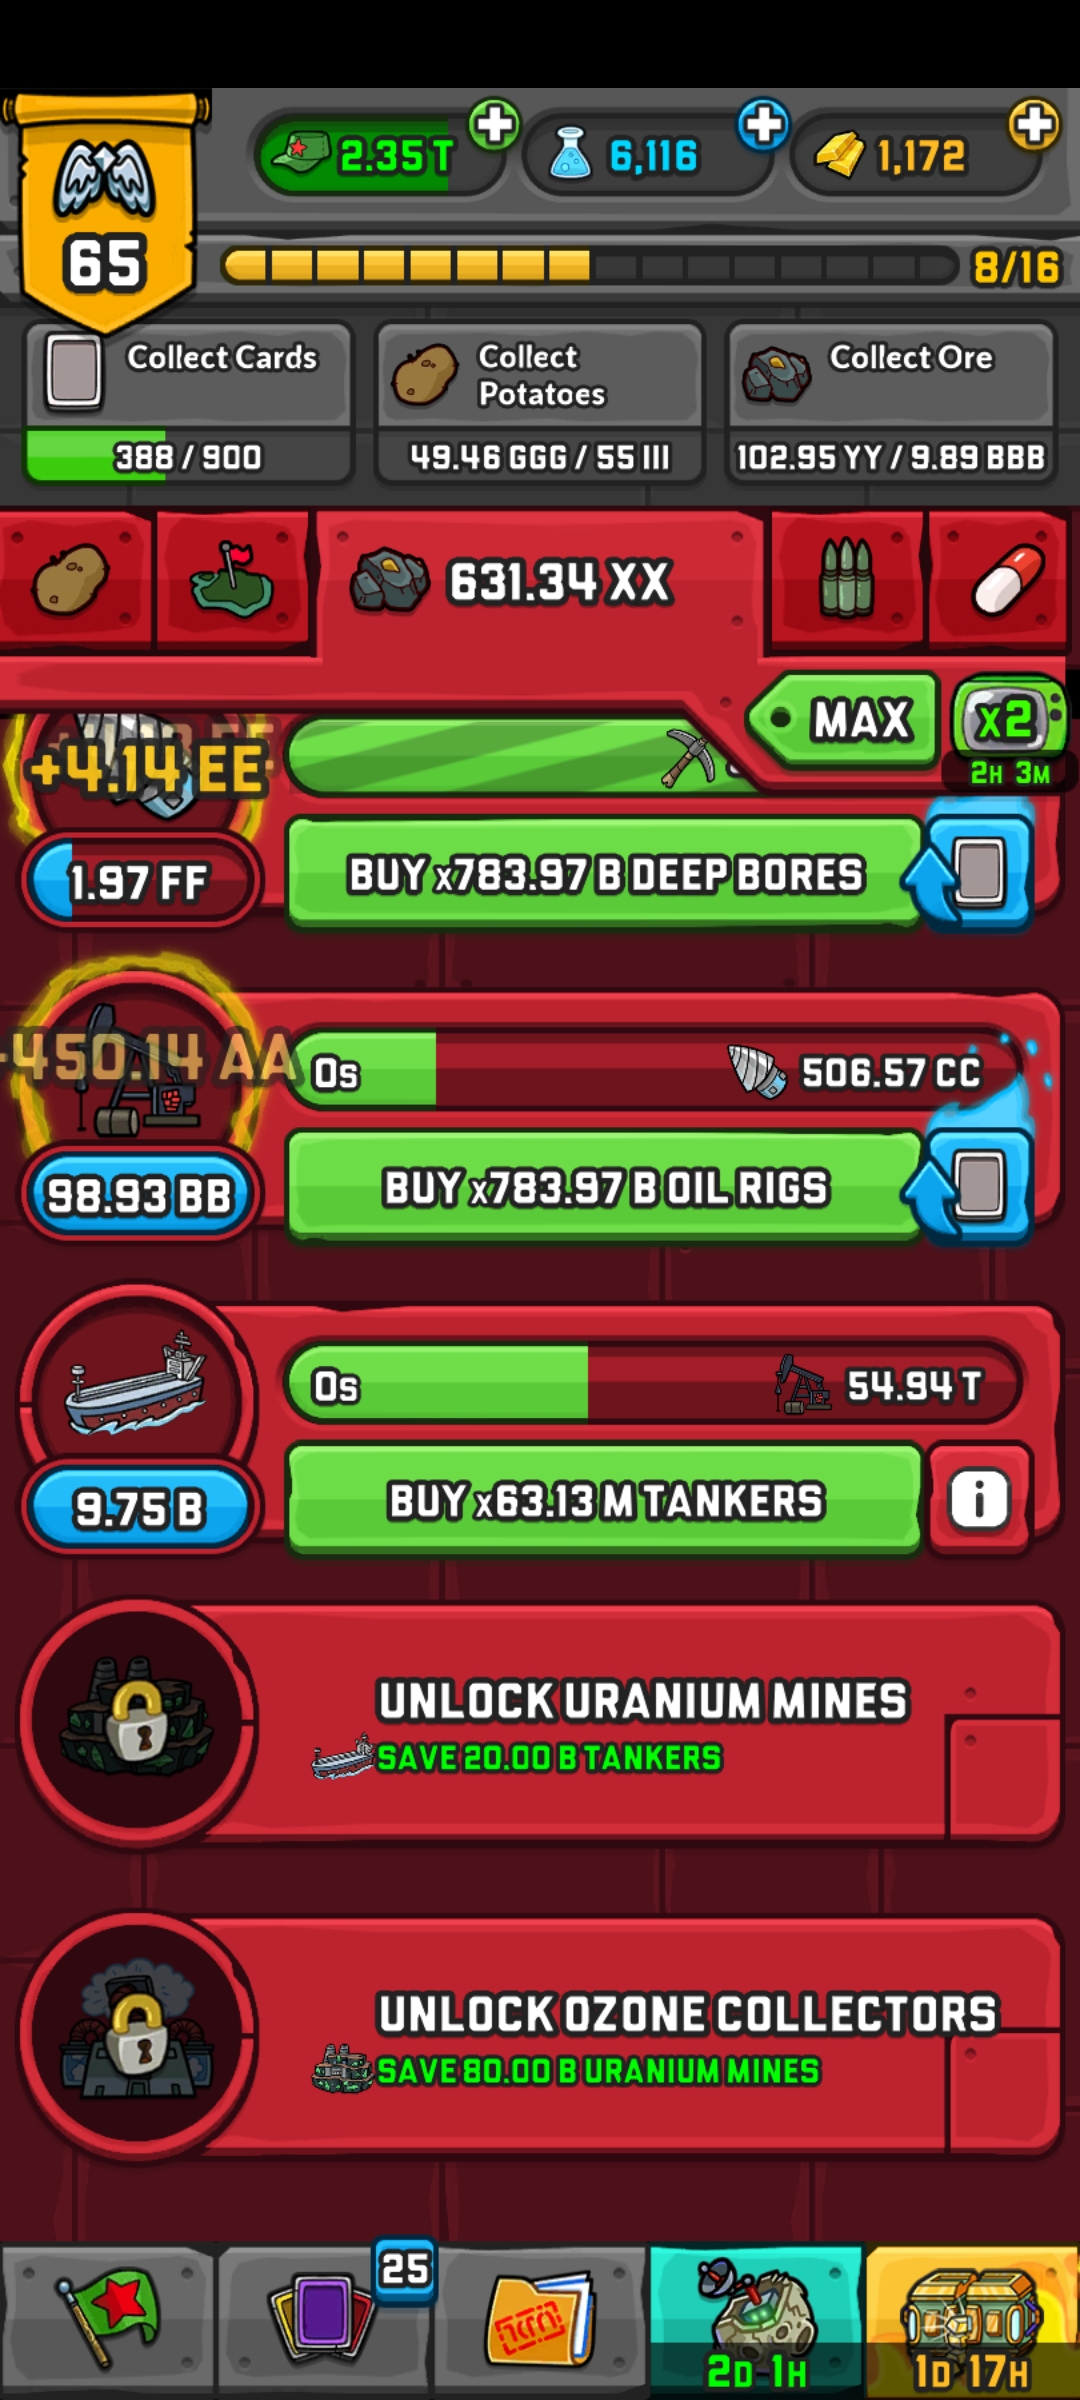 2.35T
6,116
1,172
65
8/16
Collect Cards
388 / 900
Collect
Potatoes
49.46 GGG / 55 III
Collect Ore
102.95 YY / 9.89 BBB
631.34 XX
MAX
x2
2H 3M
+4.14 EE
1.97 FF
BUY x783.97 B DEEP BORES
450.14 AA
0s
506.57 CC
98.93 BB
BUY x783.97 B OIL RIGS
0s
54.94 T
9.75 B
BUY x63.13 M TANKERS
i
UNLOCK URANIUM MINES
SAVE 20.00 B TANKERS
UNLOCK OZONE COLLECTORS
SAVE 80.00 B URANIUM MINES
25
2D 1H
1D 17H